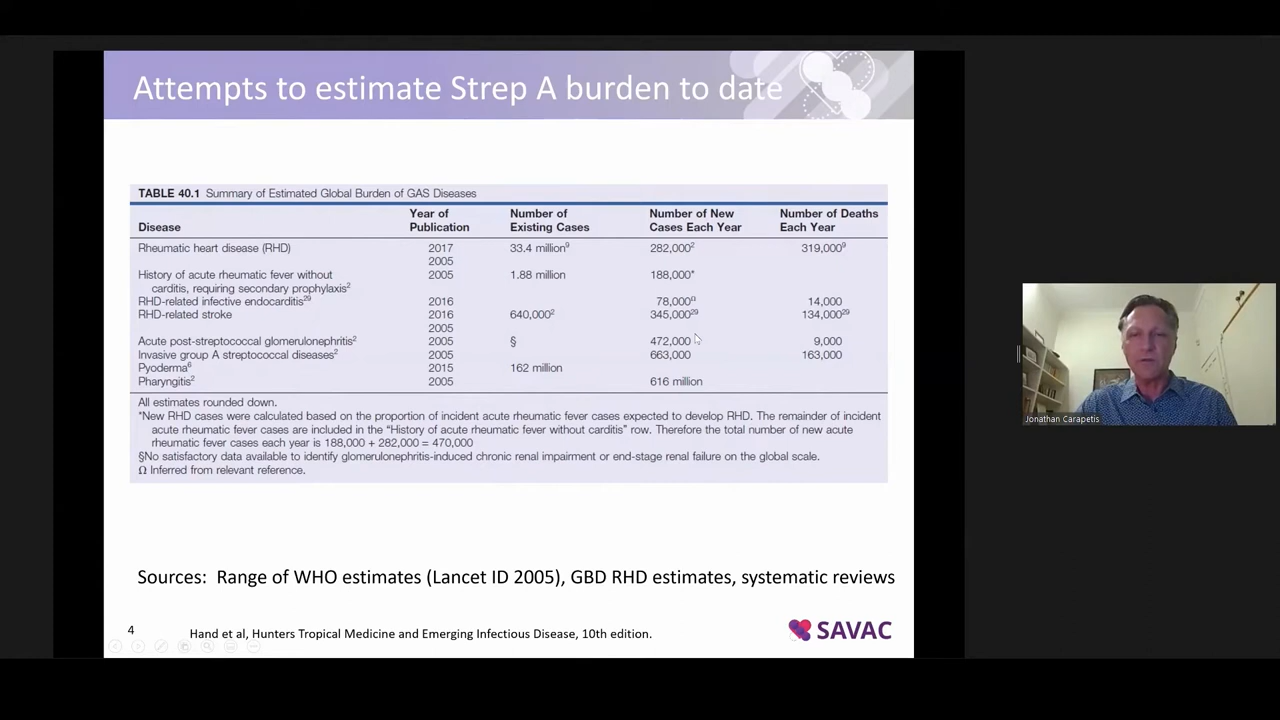 Attempts to estimate Strep A burden to date
TABLE 40.1 Summary of Estimated Global Burden of GAS Diseases
Disease Year of Publication Number of Existing Cases Number of New Cases Each Year Number of Deaths Each Year
Rheumatic heart disease (RHD) 2017 33.4 million⁹ 282,000² 319,000⁹
2005
History of acute rheumatic fever without 2005 1.88 million 188,000*
carditis, requiring secondary prophylaxis²
RHD-related infective endocarditis²⁹ 2016 78,000Ω 14,000
RHD-related stroke 2016 640,000² 345,000²⁹ 134,000²⁹
2005
Acute post-streptococcal glomerulonephritis² 2005 § 472,000 9,000
Invasive group A streptococcal diseases² 2005 663,000 163,000
Pyoderma⁶ 2015 162 million
Pharyngitis² 2005 616 million
All estimates rounded down.
*New RHD cases were calculated based on the proportion of incident acute rheumatic fever cases expected to develop RHD. The remainder of incident
acute rheumatic fever cases are included in the “History of acute rheumatic fever without carditis” row. Therefore the total number of new acute
rheumatic fever cases each year is 188,000 + 282,000 = 470,000
§No satisfactory data available to identify glomerulonephritis-induced chronic renal impairment or end-stage renal failure on the global scale.
Ω Inferred from relevant reference.
Sources: Range of WHO estimates (Lancet ID 2005), GBD RHD estimates, systematic reviews
4
Hand et al, Hunters Tropical Medicine and Emerging Infectious Disease, 10th edition.
SAVAC
Jonathan Carapetis